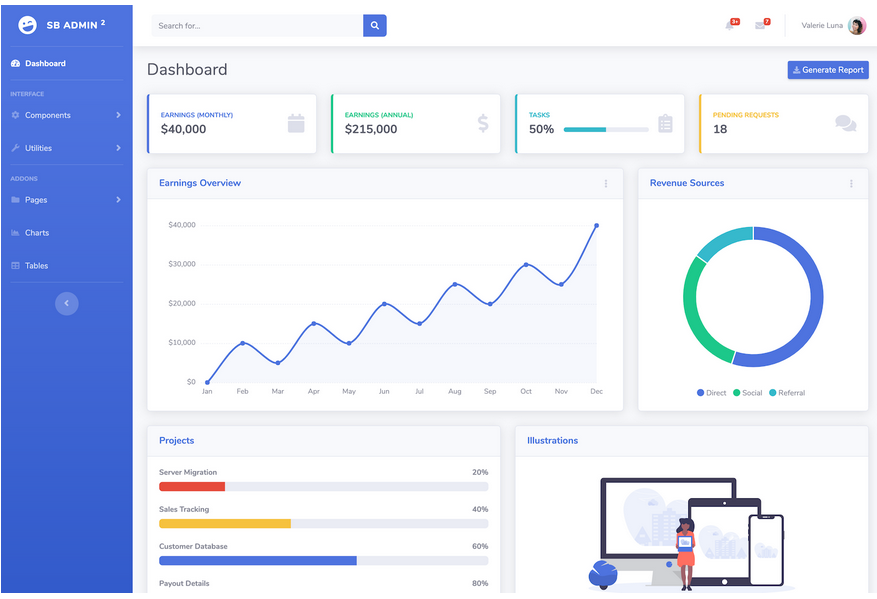 SB ADMIN 2
Search for...
3+
7
Valerie Luna
Dashboard
INTERFACE
Components
Utilities
ADDONS
Pages
Charts
Tables
Dashboard
Generate Report
EARNINGS (MONTHLY)
$40,000
EARNINGS (ANNUAL)
$215,000
TASKS
50%
PENDING REQUESTS
18
Earnings Overview
$40,000
$30,000
$20,000
$10,000
$0
Jan Feb Mar Apr May Jun Jul Aug Sep Oct Nov Dec
Revenue Sources
Direct Social Referral
Projects
Server Migration 20%
Sales Tracking 40%
Customer Database 60%
Payout Details 80%
Illustrations